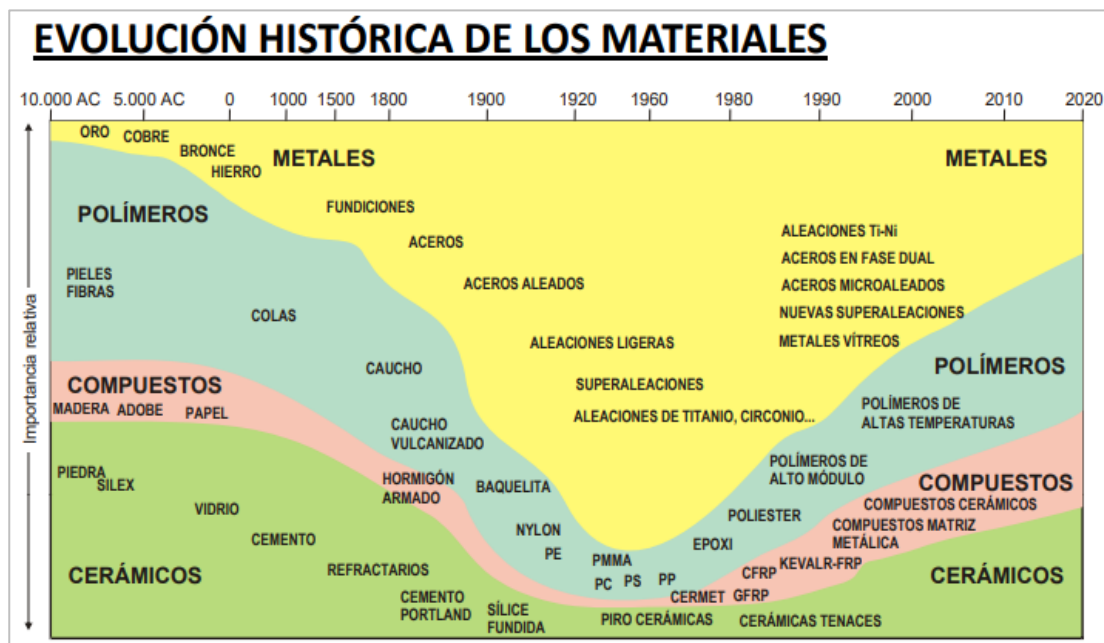 EVOLUCIÓN HISTÓRICA DE LOS MATERIALES
10.000 AC 5.000 AC 0 1000 1500 1800 1900 1920 1960 1980 1990 2000 2010 2020
Importancia relativa
ORO
COBRE
BRONCE
HIERRO
METALES
METALES
FUNDICIONES
ACEROS
ACEROS ALEADOS
ALEACIONES LIGERAS
SUPERALEACIONES
ALEACIONES DE TITANIO, CIRCONIO...
ALEACIONES Ti-Ni
ACEROS EN FASE DUAL
ACEROS MICROALEADOS
NUEVAS SUPERALEACIONES
METALES VÍTREOS
POLÍMEROS
PIELES
FIBRAS
COLAS
CAUCHO
CAUCHO
VULCANIZADO
BAQUELITA
NYLON
PE
PMMA
PC
PS
PP
EPOXI
POLIESTER
POLÍMEROS DE
ALTO MÓDULO
POLÍMEROS DE
ALTAS TEMPERATURAS
POLÍMEROS
COMPUESTOS
MADERA
ADOBE
PAPEL
HORMIGÓN
ARMADO
CERMET
CFRP
GFRP
KEVALR-FRP
COMPUESTOS MATRIZ
METÁLICA
COMPUESTOS CERÁMICOS
COMPUESTOS
PIEDRA
SILEX
VIDRIO
CEMENTO
REFRACTARIOS
CEMENTO
PORTLAND
SÍLICE
FUNDIDA
PIRO CERÁMICAS
CERÁMICAS TENACES
CERÁMICOS
CERÁMICOS